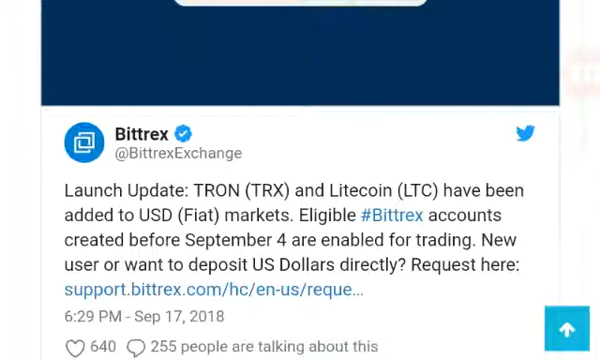 Bittrex
@BittrexExchange
Launch Update: TRON (TRX) and Litecoin (LTC) have been
added to USD (Fiat) markets. Eligible #Bittrex accounts
created before September 4 are enabled for trading. New
user or want to deposit US Dollars directly? Request here:
support.bittrex.com/hc/en-us/reque...
6:29 PM - Sep 17, 2018
640 255 people are talking about this